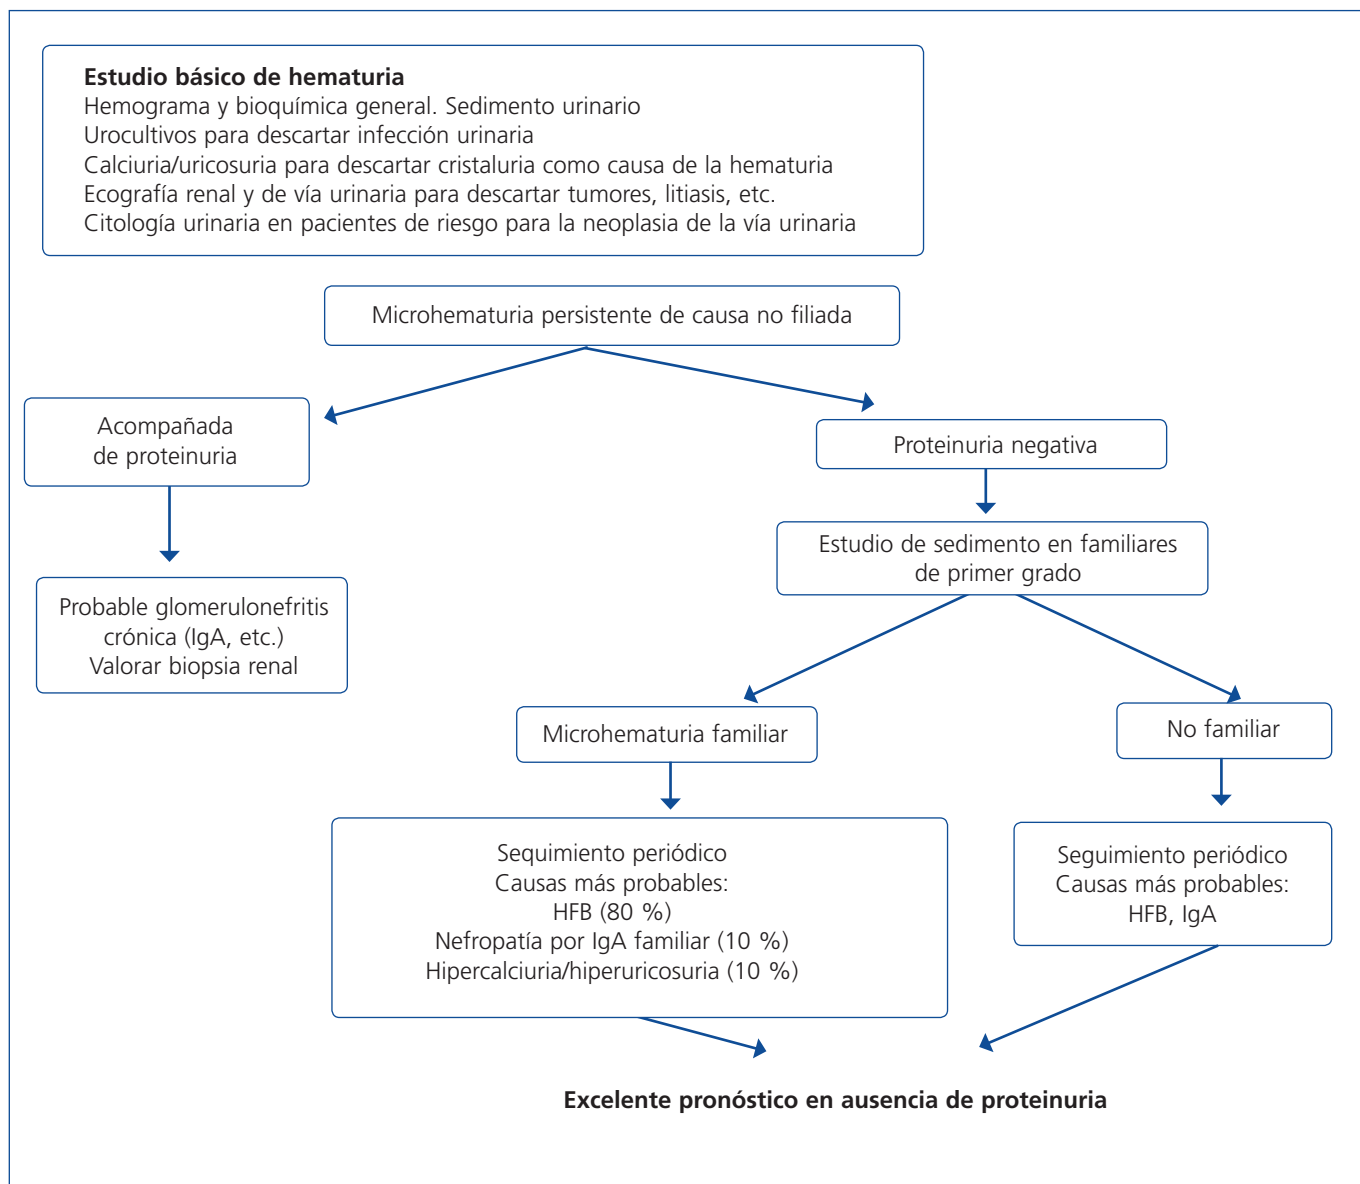 Estudio básico de hematuria
Hemograma y bioquímica general. Sedimento urinario
Urocultivos para descartar infección urinaria
Calciuria/uricosuria para descartar cristaluria como causa de la hematuria
Ecografía renal y de vía urinaria para descartar tumores, litiasis, etc.
Citología urinaria en pacientes de riesgo para la neoplasia de la vía urinaria
Microhematuria persistente de causa no filiada
Acompañada
de proteinuria
Proteinuria negativa
Estudio de sedimento en familiares
de primer grado
Probable glomerulonefritis
crónica (IgA, etc.)
Valorar biopsia renal
Microhematuria familiar
No familiar
Sequimiento periódico
Causas más probables:
HFB (80 %)
Nefropatía por IgA familiar (10 %)
Hipercalciuria/hiperuricosuria (10 %)
Seguimiento periódico
Causas más probables:
HFB, IgA
Excelente pronóstico en ausencia de proteinuria